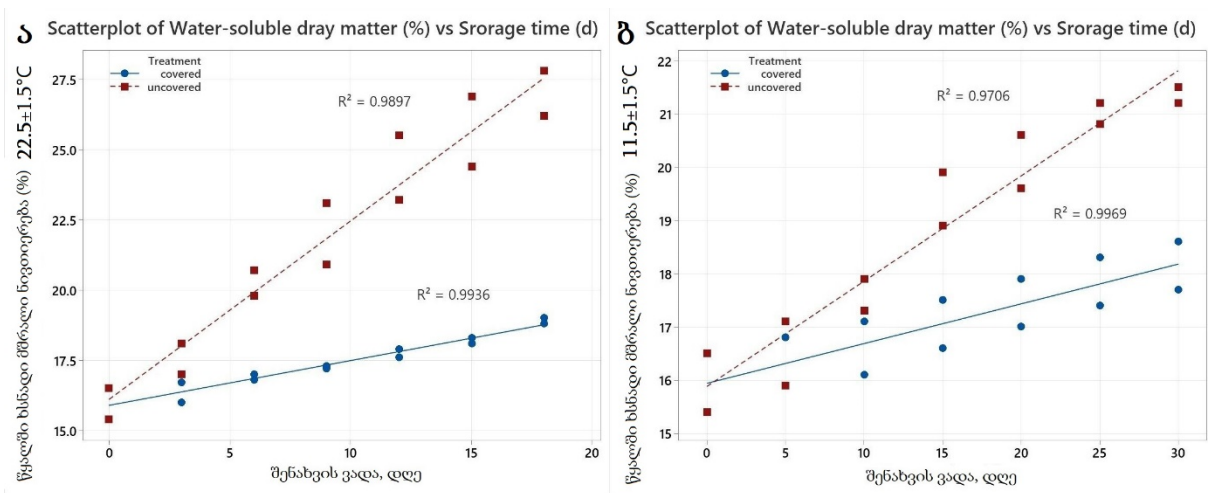 ა
Scatterplot of Water-soluble dray matter (%) vs Srorage time (d)
წყალში ხსნადი მშრალი ნივთიერება (%) 22.5±1.5°C
Treatment
covered
uncovered
R² = 0.9897
R² = 0.9936
27.5
25.0
22.5
20.0
17.5
15.0
0 5 10 15 20
შენახვის ვადა, დღე
ბ
Scatterplot of Water-soluble dray matter (%) vs Srorage time (d)
წყალში ხსნადი მშრალი ნივთიერება (%) 11.5±1.5°C
Treatment
covered
uncovered
R² = 0.9706
R² = 0.9969
22
21
20
19
18
17
16
15
0 5 10 15 20 25 30
შენახვის ვადა, დღე